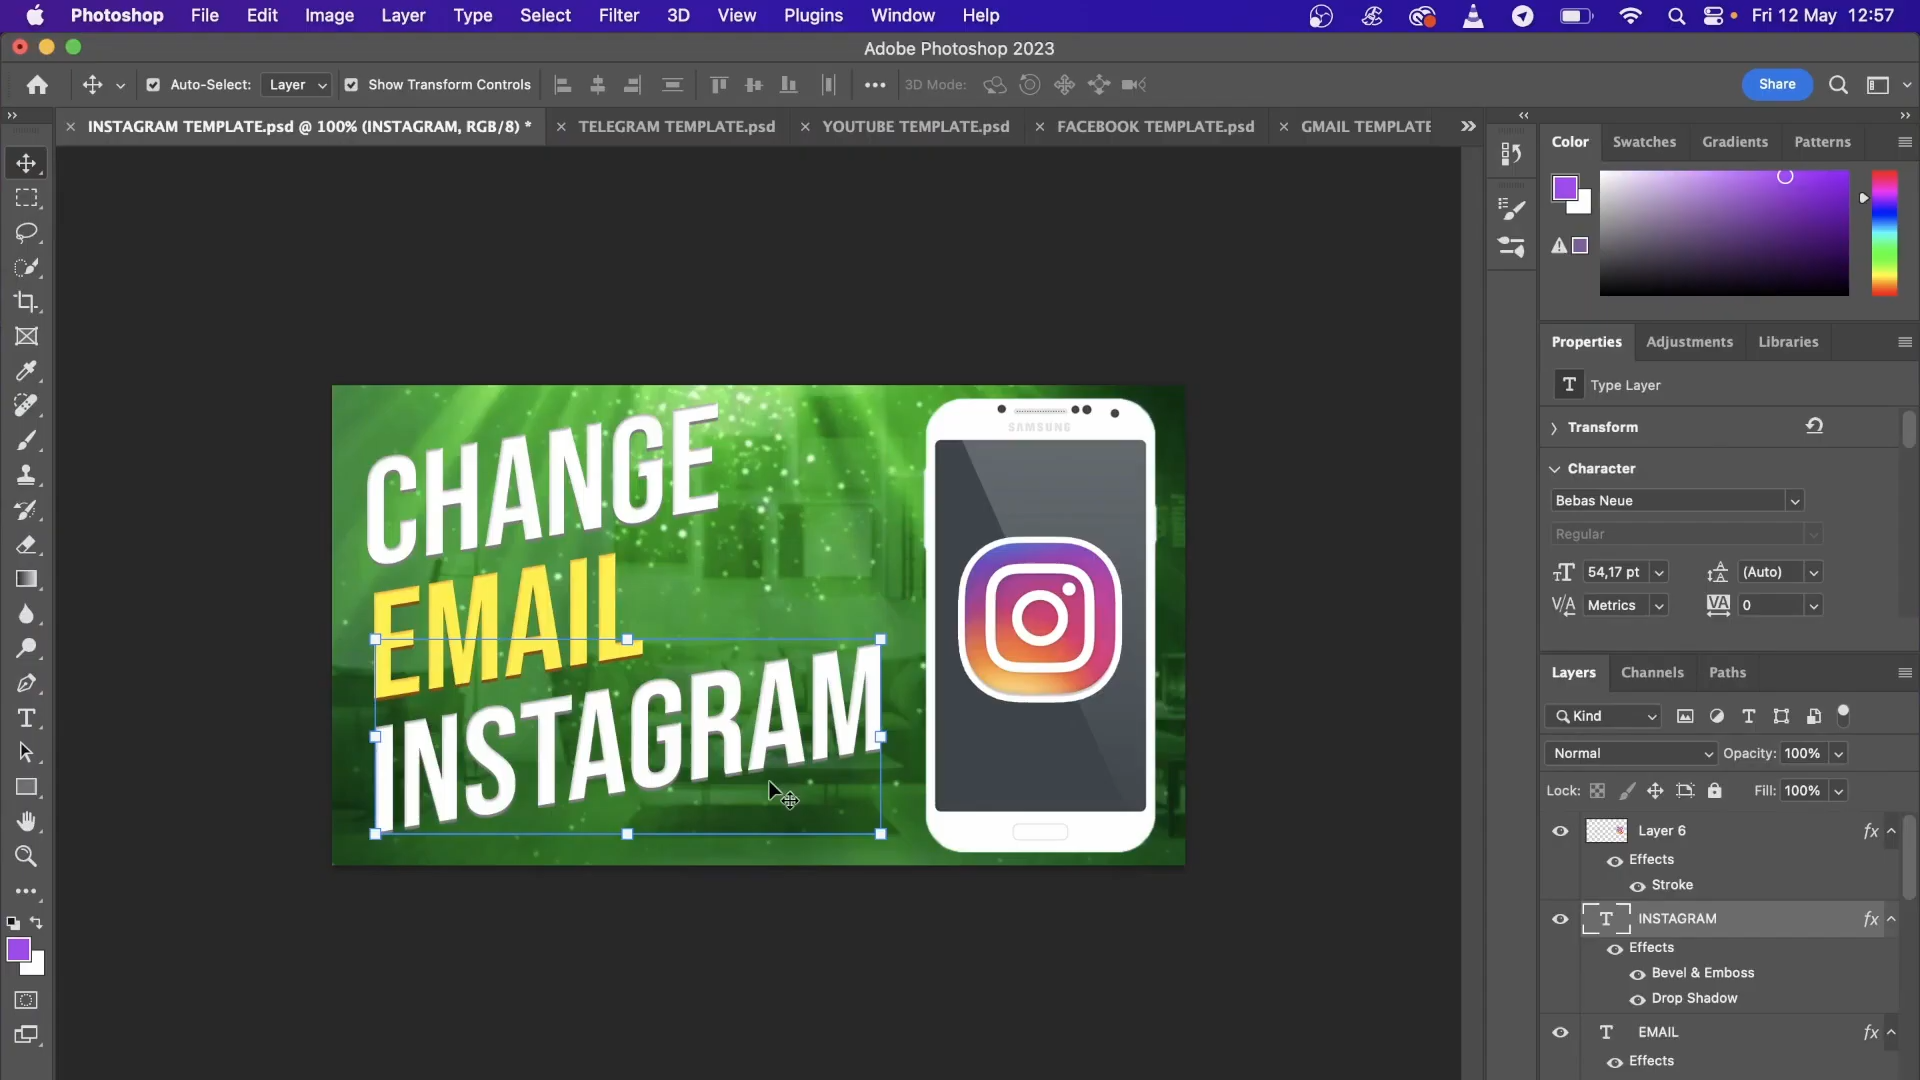 Photoshop File Edit Image Layer Type Select Filter 3D View Plugins Window Help Fri 12 May 12:57
Adobe Photoshop 2023
Auto-Select: Layer Show Transform Controls 3D Mode: Share
INSTAGRAM TEMPLATE.psd @ 100% (INSTAGRAM, RGB/8) * TELEGRAM TEMPLATE.psd YOUTUBE TEMPLATE.psd FACEBOOK TEMPLATE.psd GMAIL TEMPLATE
Color Swatches Gradients Patterns
Properties Adjustments Libraries
T Type Layer
Transform
Character
Bebas Neue
Regular
54,17 pt (Auto)
Metrics 0
CHANGE
EMAIL
INSTAGRAM
SAMSUNG
Layers Channels Paths
Kind
Normal Opacity: 100%
Lock: Fill: 100%
Layer 6 fx
Effects
Stroke
T INSTAGRAM fx
Effects
Bevel & Emboss
Drop Shadow
T EMAIL fx
Effects